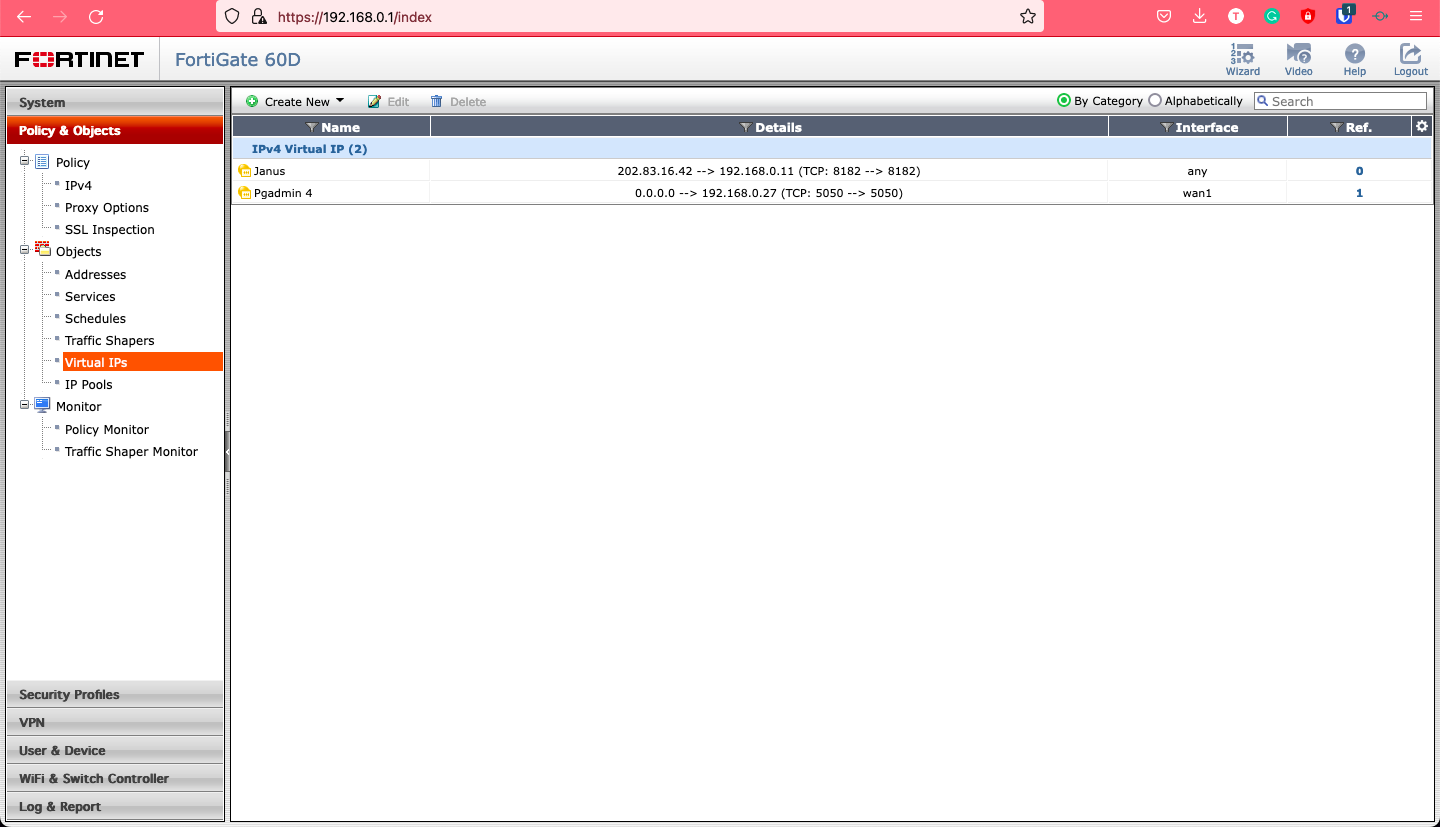 https://192.168.0.1/index
1
T
FORTINET FortiGate 60D
1 2 3
Wizard Video Help Logout
System
Policy & Objects
Policy
IPv4
Proxy Options
SSL Inspection
Objects
Addresses
Services
Schedules
Traffic Shapers
Virtual IPs
IP Pools
Monitor
Policy Monitor
Traffic Shaper Monitor
Security Profiles
VPN
User & Device
WiFi & Switch Controller
Log & Report
Create New Edit Delete By Category Alphabetically Search
Name Details Interface Ref.
IPv4 Virtual IP (2)
Janus 202.83.16.42 --> 192.168.0.11 (TCP: 8182 --> 8182) any 0
Pgadmin 4 0.0.0.0 --> 192.168.0.27 (TCP: 5050 --> 5050) wan1 1